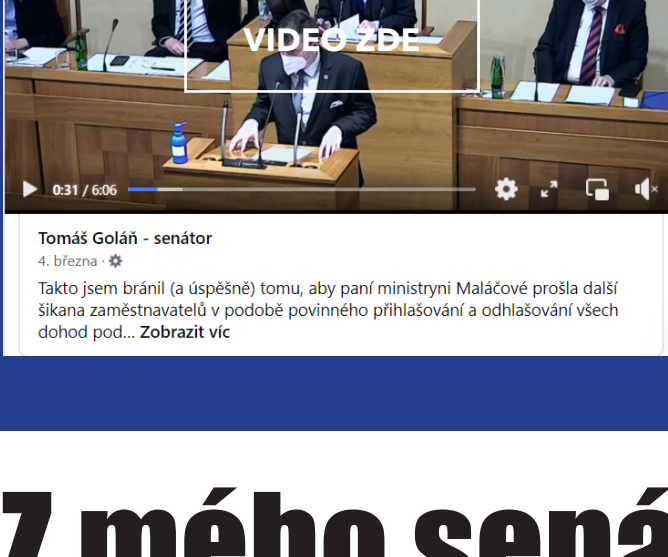 VIDEO ZDE
0:31 / 6:06
Tomáš Goláň - senátor
4. března ·
Takto jsem bránil (a úspěšně) tomu, aby paní ministryni Maláčové prošla další
šikana zaměstnavatelů v podobě povinného přihlašování a odhlašování všech
dohod pod... Zobrazit víc
Z mého sená